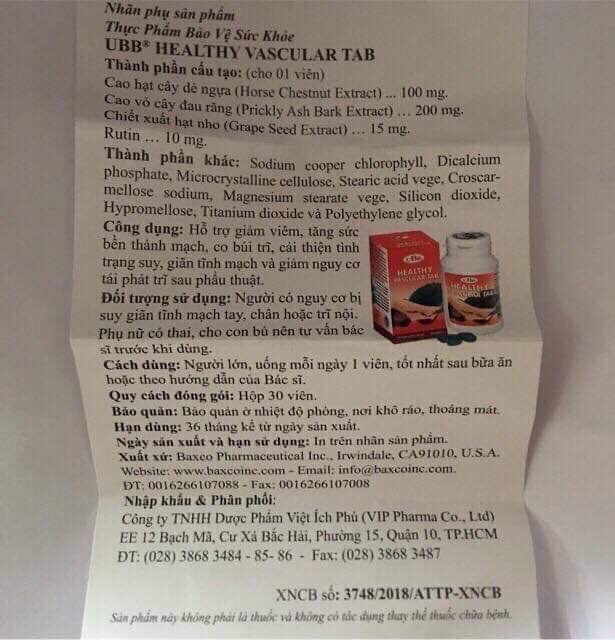 Nhãn phụ sản phẩm
Thực Phẩm Bảo Vệ Sức Khỏe
UBB® HEALTHY VASCULAR TAB
Thành phần cấu tạo: (cho 01 viên)
Cao hạt cây dẻ ngựa (Horse Chestnut Extract) ... 100 mg.
Cao vỏ cây đau răng (Prickly Ash Bark Extract) ... 200 mg.
Chiết xuất hạt nho (Grape Seed Extract) ... 15 mg.
Rutin ... 10 mg.
Thành phần khác: Sodium cooper chlorophyll, Dicalcium
phosphate, Microcrystalline cellulose, Stearic acid vege, Croscar-
mellose sodium, Magnesium stearate vege, Silicon dioxide,
Hypromellose, Titanium dioxide và Polyethylene glycol.
Công dụng: Hỗ trợ giảm viêm, tăng sức
bền thành mạch, co búi trĩ, cải thiện tình
trạng suy, giãn tĩnh mạch và giảm nguy cơ
tái phát trĩ sau phẫu thuật.
HEALTHY
VASCULAR TAB
HEALTHY
VASCULAR TAB
Đối tượng sử dụng: Người có nguy cơ bị
suy giãn tĩnh mạch tay, chân hoặc trĩ nội.
Phụ nữ có thai, cho con bú nên tư vấn bác
sĩ trước khi dùng.
Cách dùng: Người lớn, uống mỗi ngày 1 viên, tốt nhất sau bữa ăn
hoặc theo hướng dẫn của Bác sĩ.
Quy cách đóng gói: Hộp 30 viên.
Bảo quản: Bảo quản ở nhiệt độ phòng, nơi khô ráo, thoáng mát.
Hạn dùng: 36 tháng kể từ ngày sản xuất.
Ngày sản xuất và hạn sử dụng: In trên nhãn sản phẩm.
Xuất xứ: Baxco Pharmaceutical Inc., Irwindale, CA91010, U.S.A.
Website: www.baxcoinc.com - Email: info@baxcoinc.com.
ĐT: 0016266107088 - Fax: 0016266107008
Nhập khẩu & Phân phối:
Công ty TNHH Dược Phẩm Việt Ích Phú (VIP Pharma Co., Ltd)
EE 12 Bạch Mã, Cư Xá Bắc Hải, Phường 15, Quận 10, TP.HCM
ĐT: (028) 3868 3484 - 85- 86 - Fax: (028) 3868 3487
XNCB số: 3748/2018/ATTP-XNCB
Sản phẩm này không phải là thuốc và không có tác dụng thay thế thuốc chữa bệnh.